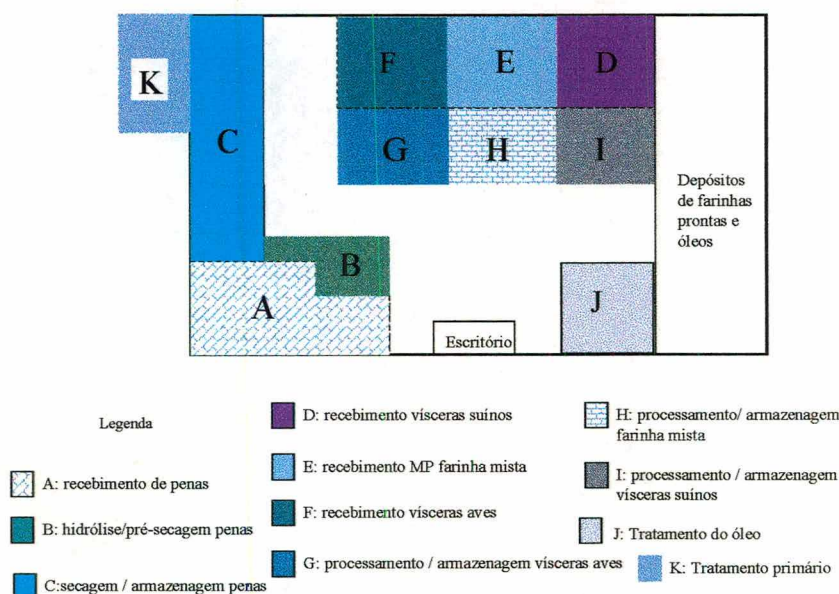 K
C
F
E
D
G
H
I
Depósitos
de farinhas
prontas e
óleos
B
A
J
Escritório
Legenda
A: recebimento de penas
B: hidrólise/pré-secagem penas
C:secagem / armazenagem penas
D: recebimento vísceras suínos
E: recebimento MP farinha mista
F: recebimento vísceras aves
G: processamento / armazenagem vísceras aves
H: processamento/ armazenagem
farinha mista
I: processamento / armazenagem
vísceras suínos
J: Tratamento do óleo
K: Tratamento primário